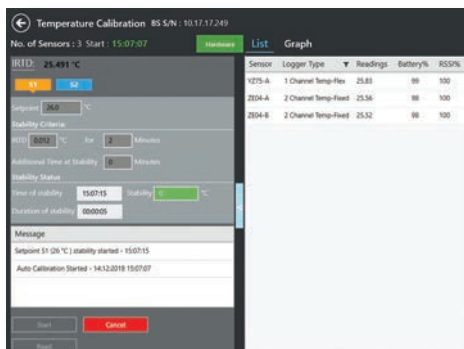 Temperature Calibration BS S/N : 10.17.17.249
No. of Sensors : 3 Start : 15:07:07 Hardware
IRTD: 25.491 °C
S1 S2
Setpoint 26.0 °C
Stability Criteria:
IRTD 0.012 °C for 2 Minutes
Additional Time at Stability 0 Minutes
Stability Status
Time of stability 15:07:15 Stability 0 °C
Duration of stability 00:00:05
Message
Setpoint S1 (26 °C ) stability started - 15:07:15
Auto Calibration Started - 14:12:2018 15:07:07
Start Cancel
Read
List Graph
Sensor Logger Type Readings Battery% RSSI%
YZ75-A 1 Channel Temp-Flex 25.83 99 100
ZE04-A 2 Channel Temp-Fixed 25.56 98 100
ZE04-B 2 Channel Temp-Fixed 25.52 98 100